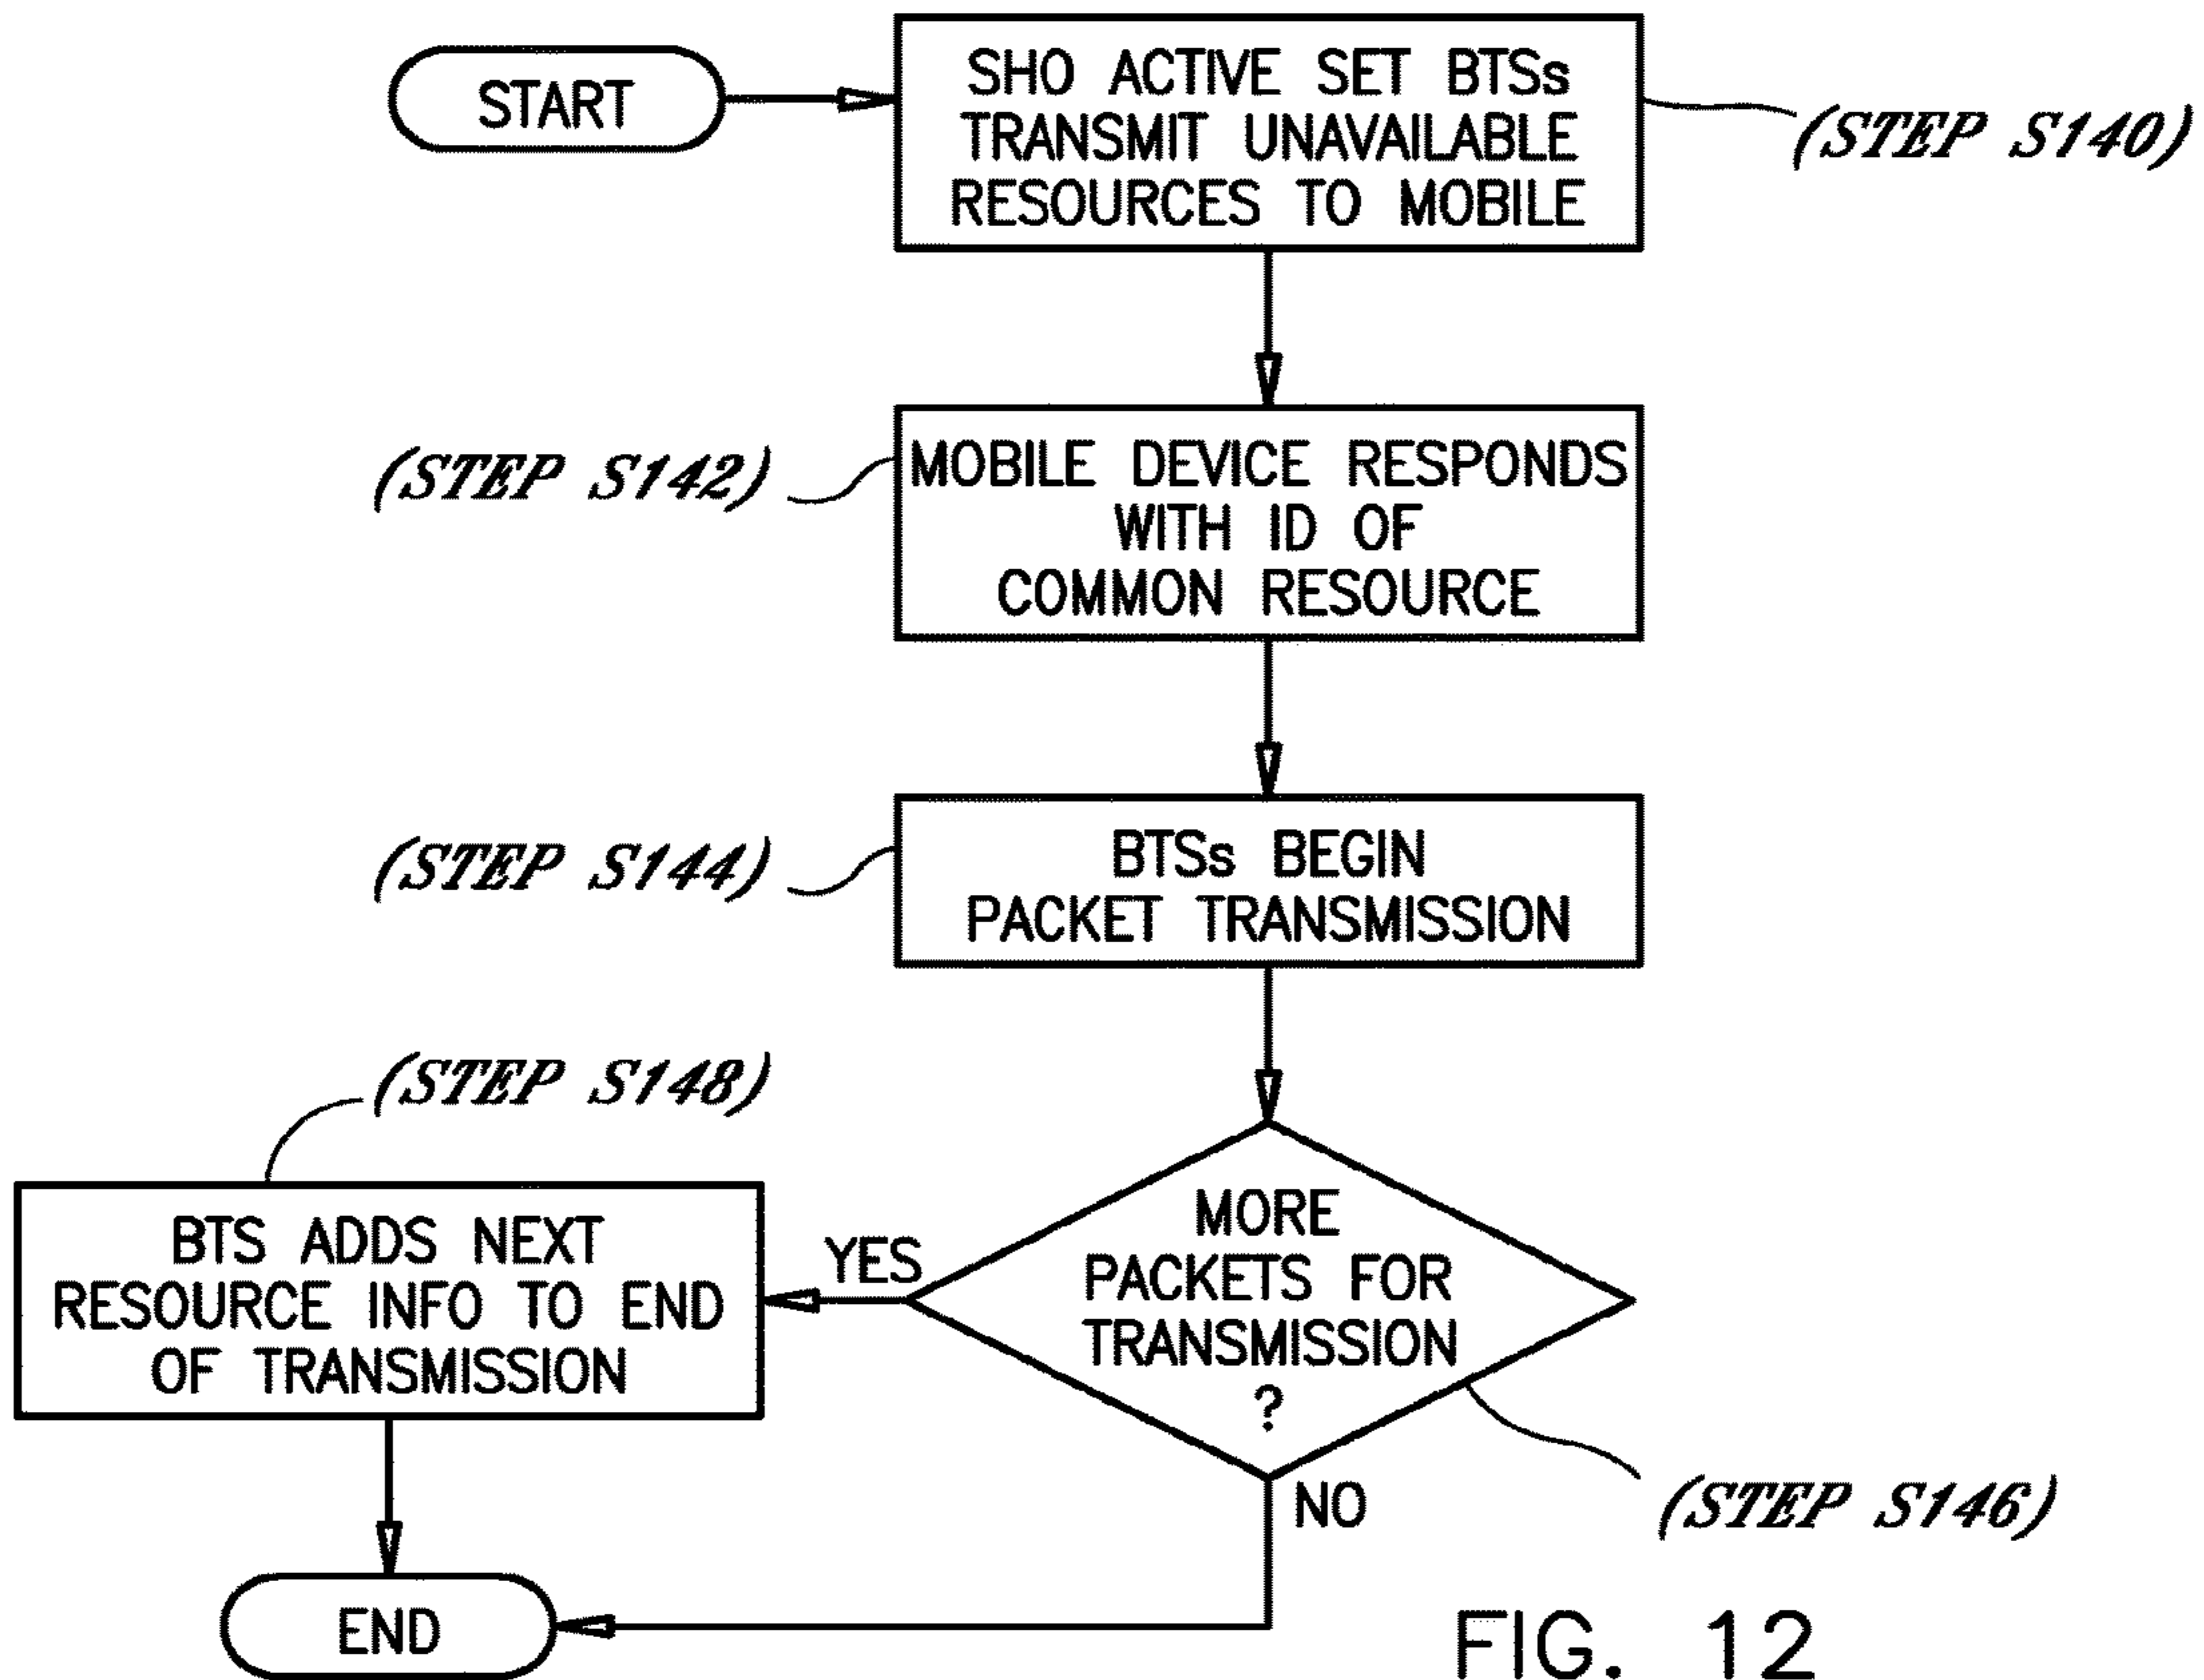 START
SHO ACTIVE SET BTSs
TRANSMIT UNAVAILABLE
RESOURCES TO MOBILE
(STEP S140)
(STEP S142)
MOBILE DEVICE RESPONDS
WITH ID OF
COMMON RESOURCE
(STEP S144)
BTSs BEGIN
PACKET TRANSMISSION
(STEP S148)
BTS ADDS NEXT
RESOURCE INFO TO END
OF TRANSMISSION
YES
MORE
PACKETS FOR
TRANSMISSION
?
NO
(STEP S146)
END
FIG. 12